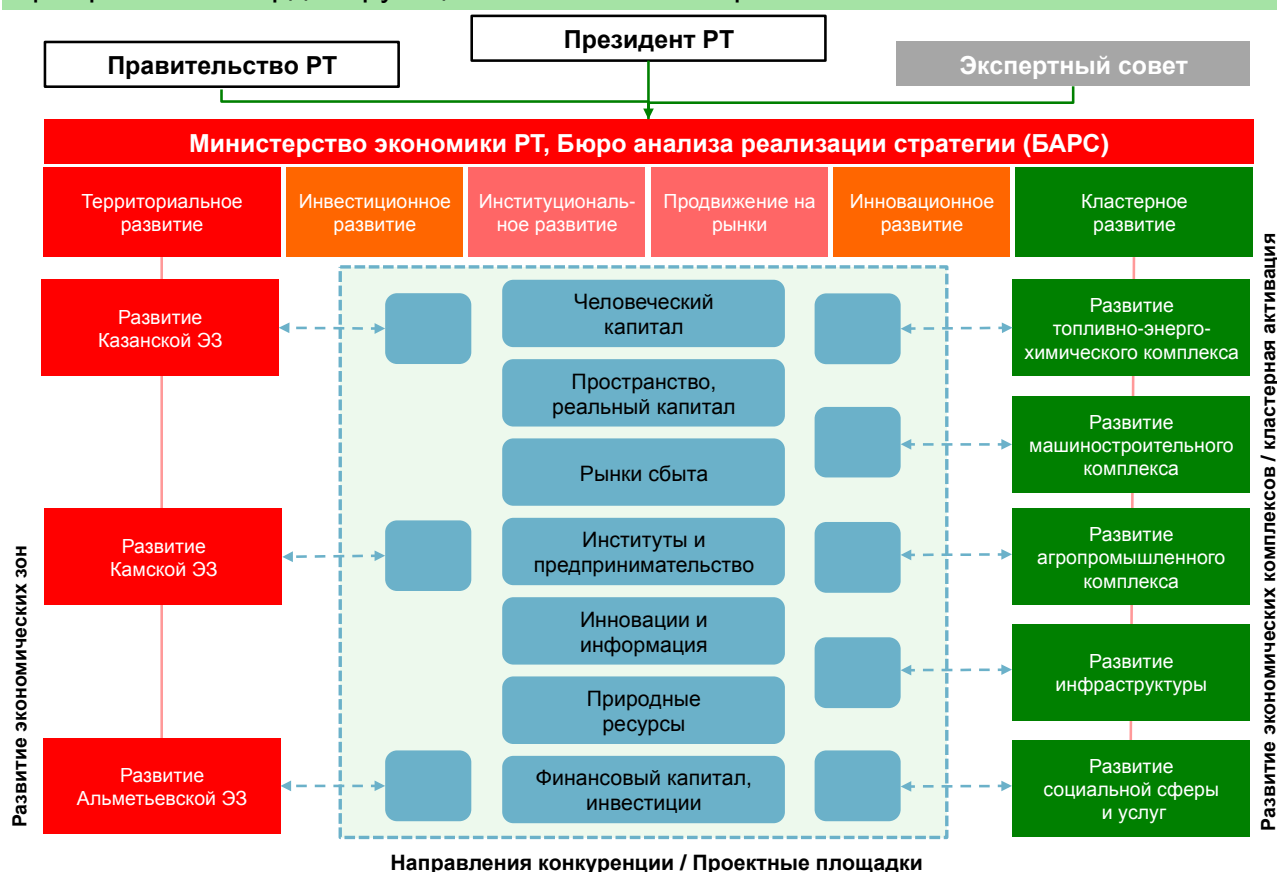 Президент РТ
Правительство РТ
Экспертный совет
Министерство экономики РТ, Бюро анализа реализации стратегии (БАРС)
Территориальное
развитие
Инвестиционное
развитие
Институциональ-
ное развитие
Продвижение на
рынки
Инновационное
развитие
Кластерное
развитие
Развитие
Казанской ЭЗ
Развитие
Камской ЭЗ
Развитие
Альметьевской ЭЗ
Человеческий
капитал
Пространство,
реальный капитал
Рынки сбыта
Институты и
предпринимательство
Инновации и
информация
Природные
ресурсы
Финансовый капитал,
инвестиции
Развитие
топливно-энерго-
химического комплекса
Развитие
машиностроительного
комплекса
Развитие
агропромышленного
комплекса
Развитие
инфраструктуры
Развитие
социальной сферы
и услуг
Развитие экономических зон
Развитие экономических комплексов / кластерная активация
Направления конкуренции / Проектные площадки